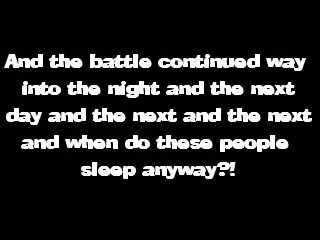 And the battle continued way
into the night and the next
day and the next and the next
and when do these people
sleep anyway?!